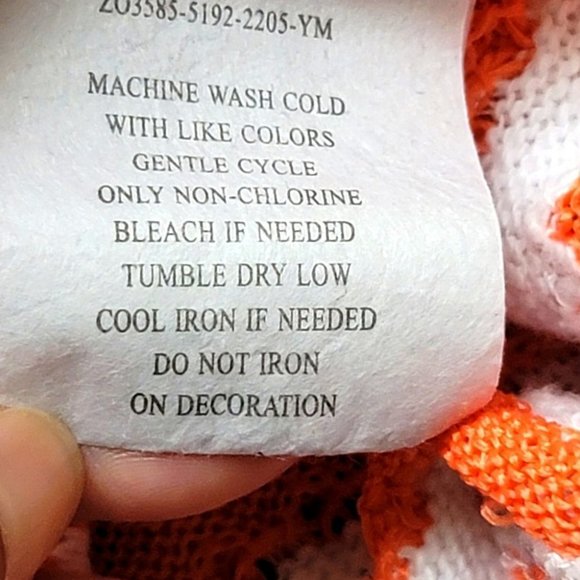 ZO3585-5192-2205-YM
MACHINE WASH COLD
WITH LIKE COLORS
GENTLE CYCLE
ONLY NON-CHLORINE
BLEACH IF NEEDED
TUMBLE DRY LOW
COOL IRON IF NEEDED
DO NOT IRON
ON DECORATION